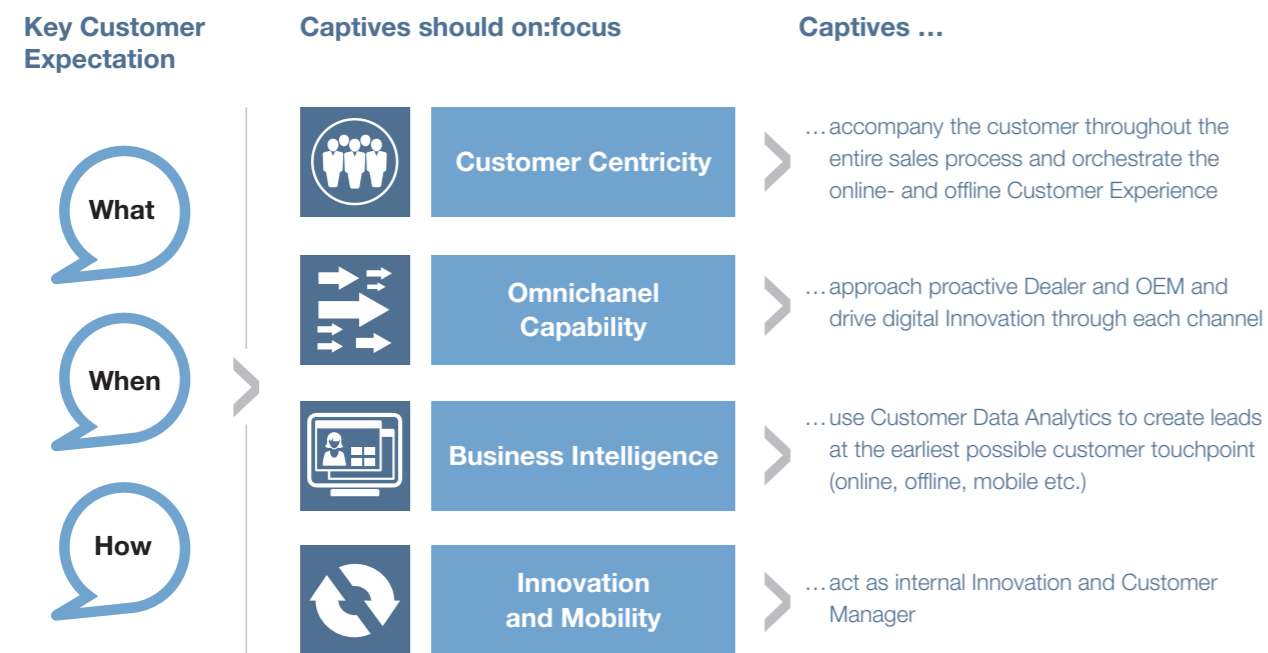 Key Customer
Expectation
Captives should on:focus
Captives …
What
When
How
Customer Centricity
…accompany the customer throughout the
entire sales process and orchestrate the
online- and offline Customer Experience
Omnichanel
Capability
…approach proactive Dealer and OEM and
drive digital Innovation through each channel
Business Intelligence
…use Customer Data Analytics to create leads
at the earliest possible customer touchpoint
(online, offline, mobile etc.)
Innovation
and Mobility
…act as internal Innovation and Customer
Manager